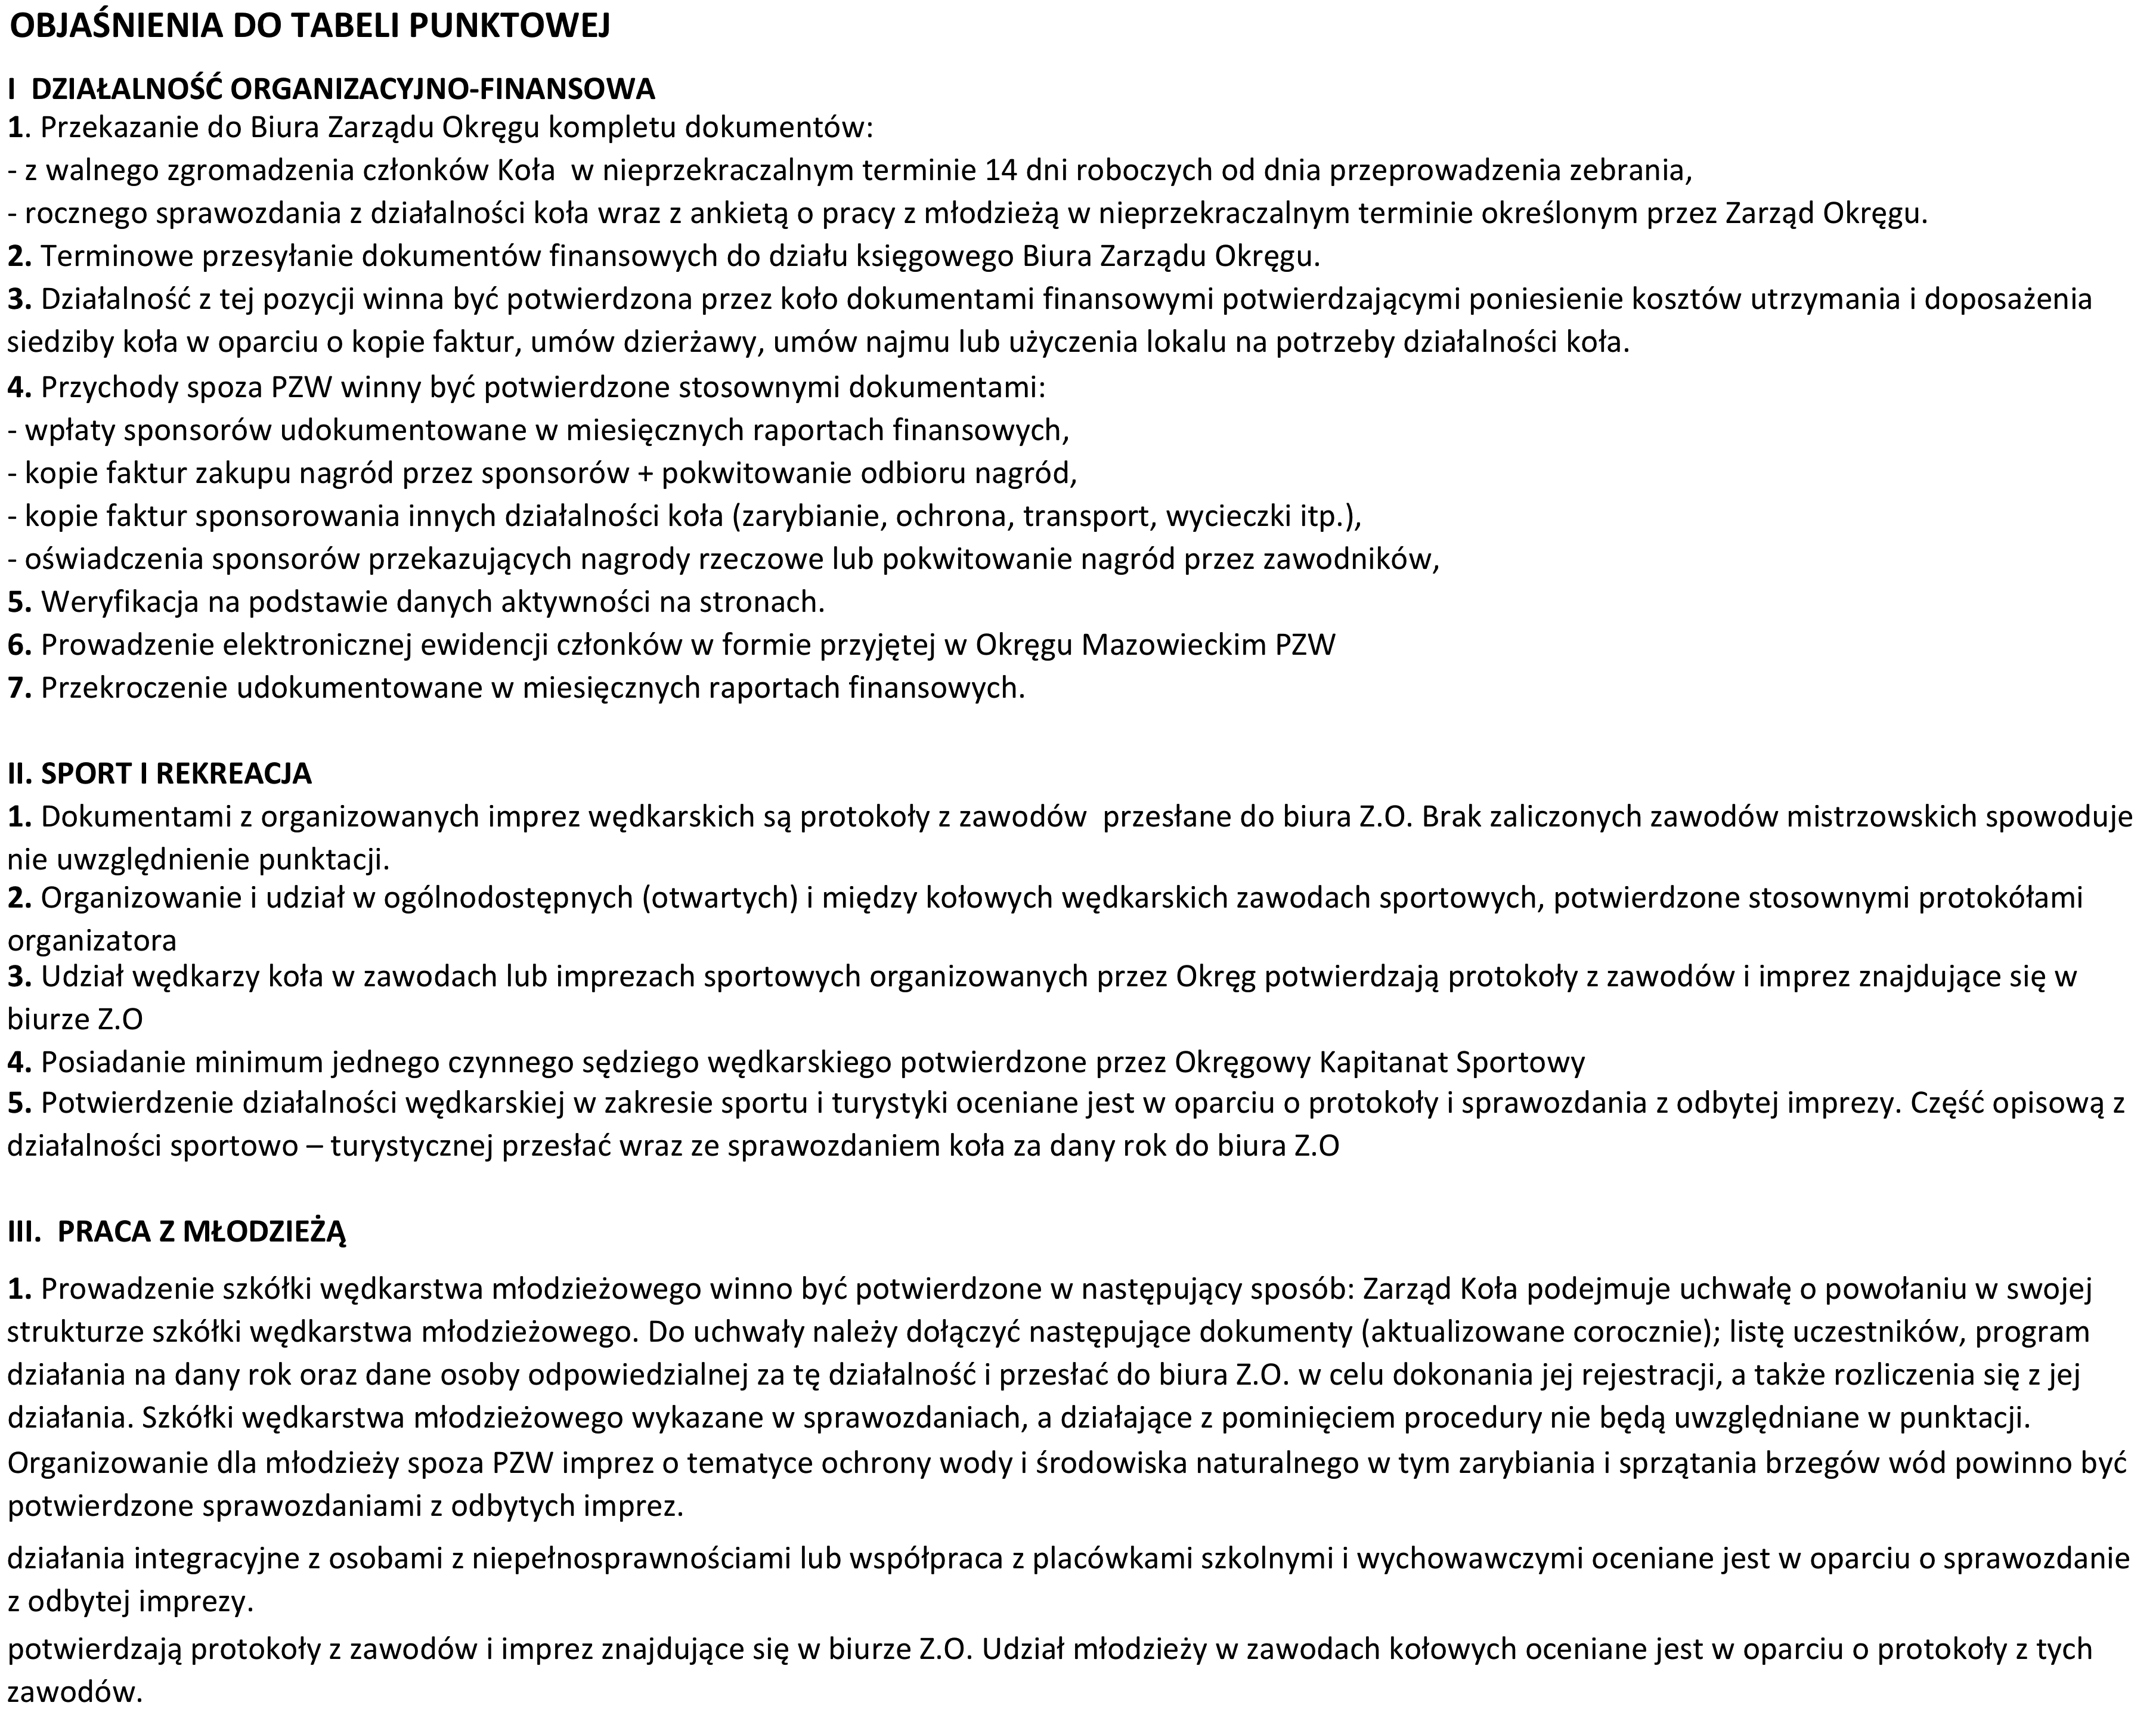 OBJAŚNIENIA DO TABELI PUNKTOWEJ
I  DZIAŁALNOŚĆ ORGANIZACYJNO-FINANSOWA
1. Przekazanie do Biura Zarządu Okręgu kompletu dokumentów:
- z walnego zgromadzenia członków Koła  w nieprzekraczalnym terminie 14 dni roboczych od dnia przeprowadzenia zebrania,
- rocznego sprawozdania z działalności koła wraz z ankietą o pracy z młodzieżą w nieprzekraczalnym terminie określonym przez Zarząd Okręgu.
2. Terminowe przesyłanie dokumentów finansowych do działu księgowego Biura Zarządu Okręgu.
3. Działalność z tej pozycji winna być potwierdzona przez koło dokumentami finansowymi potwierdzającymi poniesienie kosztów utrzymania i doposażenia
siedziby koła w oparciu o kopie faktur, umów dzierżawy, umów najmu lub użyczenia lokalu na potrzeby działalności koła.
4. Przychody spoza PZW winny być potwierdzone stosownymi dokumentami:
- wpłaty sponsorów udokumentowane w miesięcznych raportach finansowych,
- kopie faktur zakupu nagród przez sponsorów + pokwitowanie odbioru nagród,
- kopie faktur sponsorowania innych działalności koła (zarybianie, ochrona, transport, wycieczki itp.),
- oświadczenia sponsorów przekazujących nagrody rzeczowe lub pokwitowanie nagród przez zawodników,
5. Weryfikacja na podstawie danych aktywności na stronach.
6. Prowadzenie elektronicznej ewidencji członków w formie przyjętej w Okręgu Mazowieckim PZW
7. Przekroczenie udokumentowane w miesięcznych raportach finansowych.
II. SPORT I REKREACJA
1. Dokumentami z organizowanych imprez wędkarskich są protokoły z zawodów  przesłane do biura Z.O. Brak zaliczonych zawodów mistrzowskich spowoduje
nie uwzględnienie punktacji.
2. Organizowanie i udział w ogólnodostępnych (otwartych) i między kołowych wędkarskich zawodach sportowych, potwierdzone stosownymi protokółami
organizatora
3. Udział wędkarzy koła w zawodach lub imprezach sportowych organizowanych przez Okręg potwierdzają protokoły z zawodów i imprez znajdujące się w
biurze Z.O
4. Posiadanie minimum jednego czynnego sędziego wędkarskiego potwierdzone przez Okręgowy Kapitanat Sportowy
5. Potwierdzenie działalności wędkarskiej w zakresie sportu i turystyki oceniane jest w oparciu o protokoły i sprawozdania z odbytej imprezy. Część opisową z
działalności sportowo – turystycznej przesłać wraz ze sprawozdaniem koła za dany rok do biura Z.O
III.  PRACA Z MŁODZIEŻĄ
1. Prowadzenie szkółki wędkarstwa młodzieżowego winno być potwierdzone w następujący sposób: Zarząd Koła podejmuje uchwałę o powołaniu w swojej
strukturze szkółki wędkarstwa młodzieżowego. Do uchwały należy dołączyć następujące dokumenty (aktualizowane corocznie); listę uczestników, program
działania na dany rok oraz dane osoby odpowiedzialnej za tę działalność i przesłać do biura Z.O. w celu dokonania jej rejestracji, a także rozliczenia się z jej
działania. Szkółki wędkarstwa młodzieżowego wykazane w sprawozdaniach, a działające z pominięciem procedury nie będą uwzględniane w punktacji.
Organizowanie dla młodzieży spoza PZW imprez o tematyce ochrony wody i środowiska naturalnego w tym zarybiania i sprzątania brzegów wód powinno być
potwierdzone sprawozdaniami z odbytych imprez.
działania integracyjne z osobami z niepełnosprawnościami lub współpraca z placówkami szkolnymi i wychowawczymi oceniane jest w oparciu o sprawozdanie
z odbytej imprezy.
potwierdzają protokoły z zawodów i imprez znajdujące się w biurze Z.O. Udział młodzieży w zawodach kołowych oceniane jest w oparciu o protokoły z tych
zawodów.